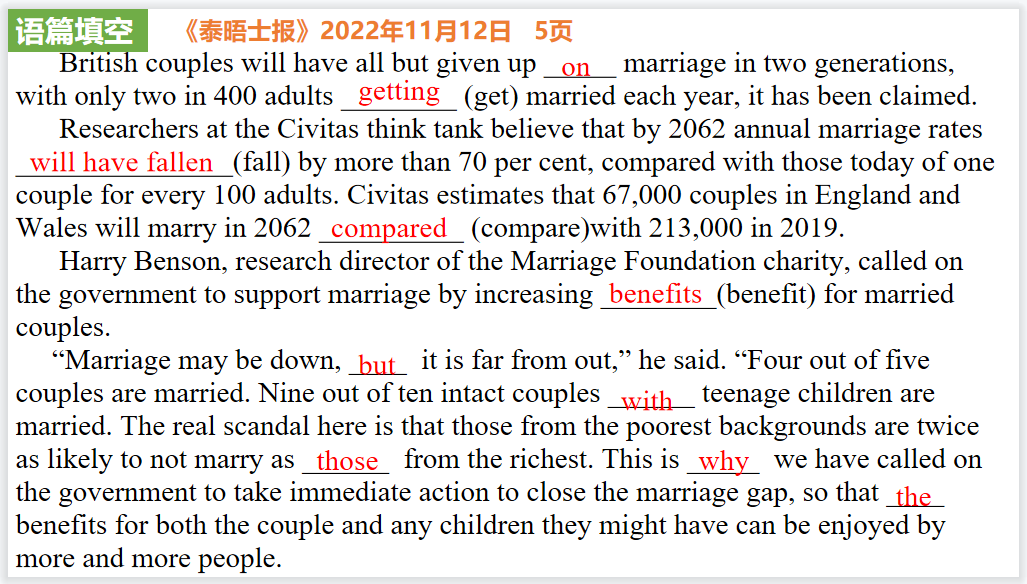 语篇填空 《泰晤士报》2022年11月12日 5页
British couples will have all but given up on marriage in two generations,
with only two in 400 adults getting (get) married each year, it has been claimed.
Researchers at the Civitas think tank believe that by 2062 annual marriage rates
will have fallen (fall) by more than 70 per cent, compared with those today of one
couple for every 100 adults. Civitas estimates that 67,000 couples in England and
Wales will marry in 2062 compared (compare)with 213,000 in 2019.
Harry Benson, research director of the Marriage Foundation charity, called on
the government to support marriage by increasing benefits (benefit) for married
couples.
“Marriage may be down, but it is far from out,” he said. “Four out of five
couples are married. Nine out of ten intact couples with teenage children are
married. The real scandal here is that those from the poorest backgrounds are twice
as likely to not marry as those from the richest. This is why we have called on
the government to take immediate action to close the marriage gap, so that the
benefits for both the couple and any children they might have can be enjoyed by
more and more people.